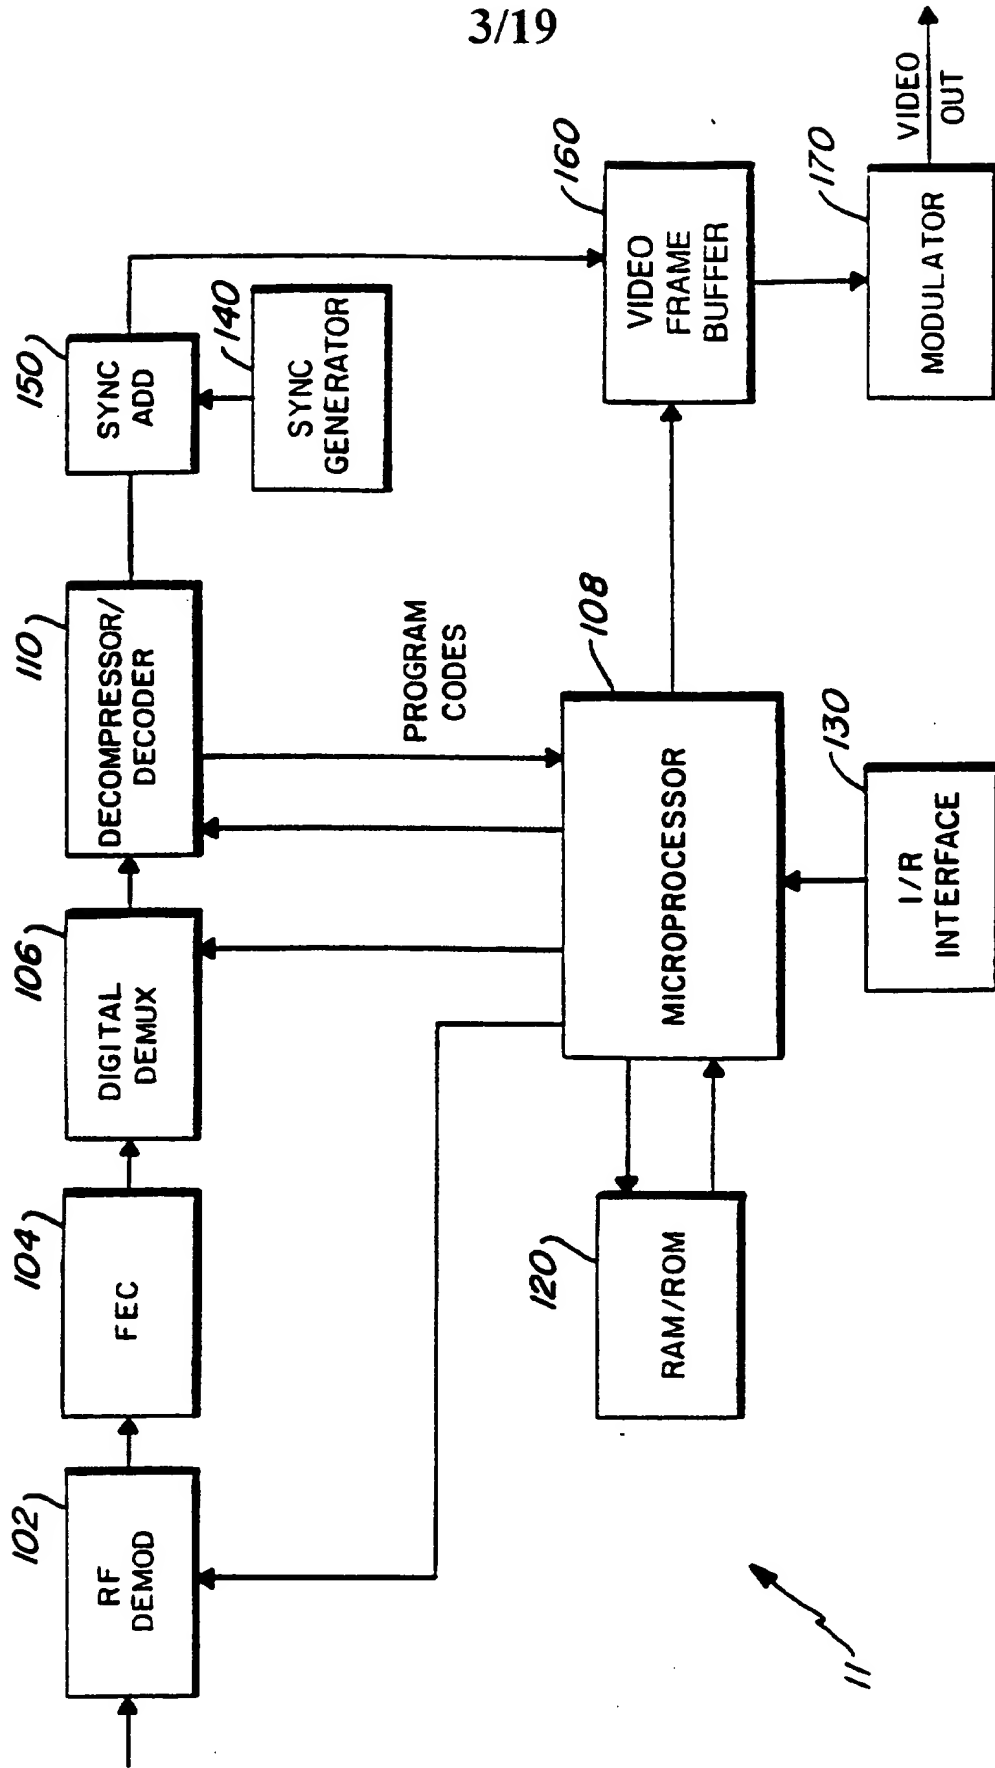 3/19
102
RF
DEMOD
104
FEC
106
DIGITAL
DEMUX
110
DECOMPRESSOR/
DECODER
150
SYNC
ADD
140
SYNC
GENERATOR
PROGRAM
CODES
120
RAM/ROM
108
MICROPROCESSOR
130
I/R
INTERFACE
160
VIDEO
FRAME
BUFFER
170
MODULATOR
VIDEO
OUT
11